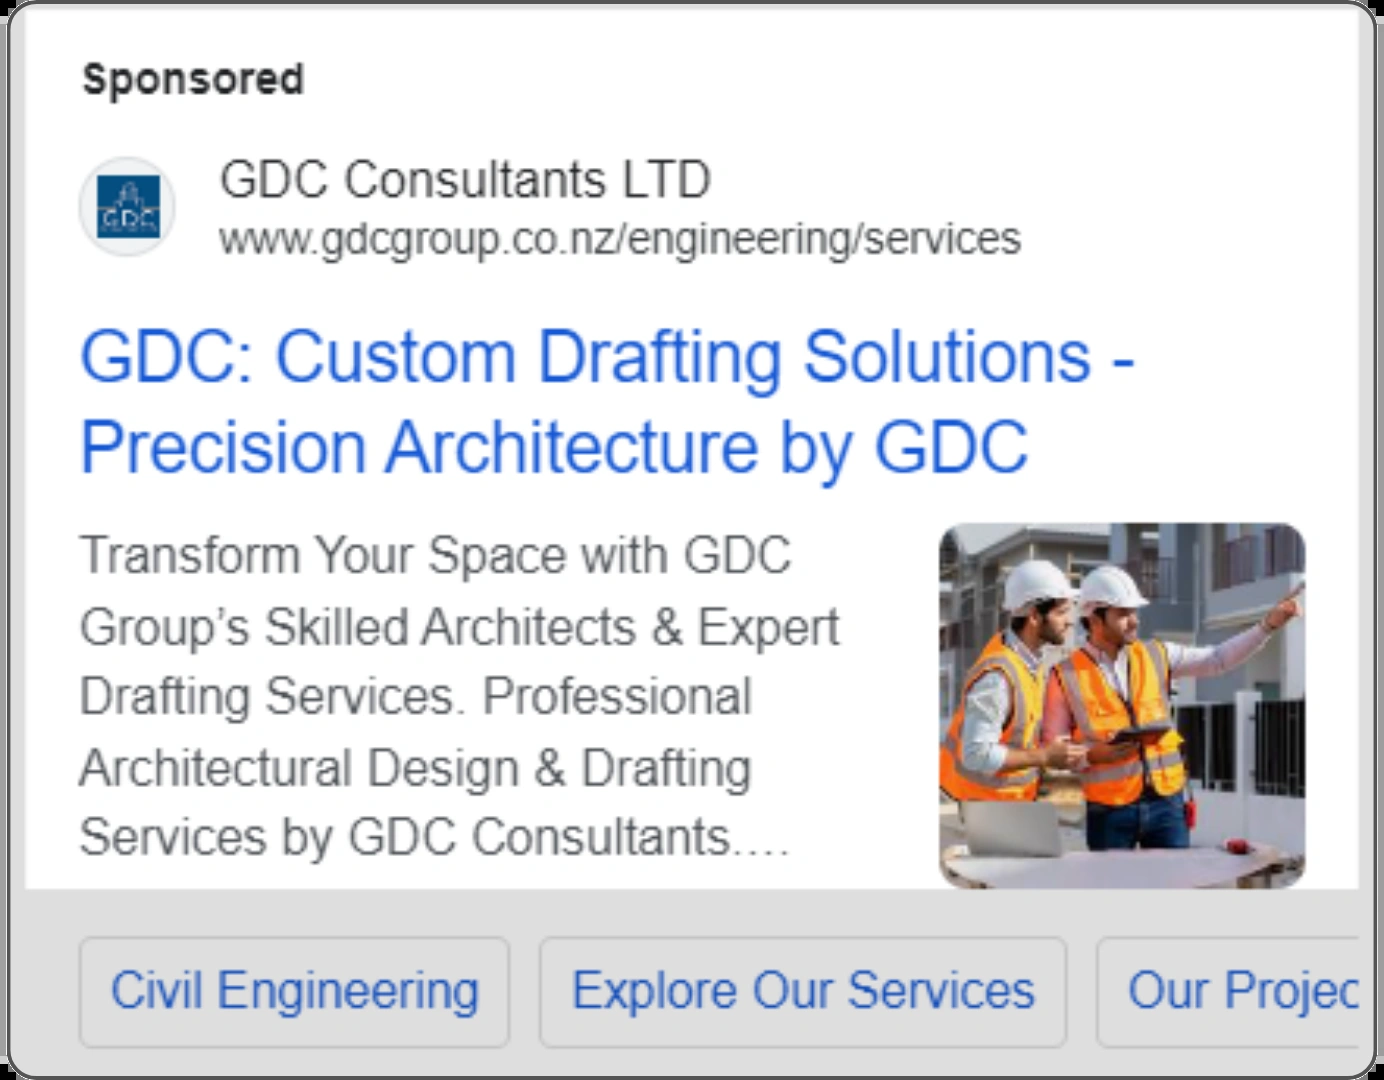 Sponsored
GDC
GDC Consultants LTD
www.gdcgroup.co.nz/engineering/services
GDC: Custom Drafting Solutions -
Precision Architecture by GDC
Transform Your Space with GDC
Group’s Skilled Architects & Expert
Drafting Services. Professional
Architectural Design & Drafting
Services by GDC Consultants....
Civil Engineering
Explore Our Services
Our Projec